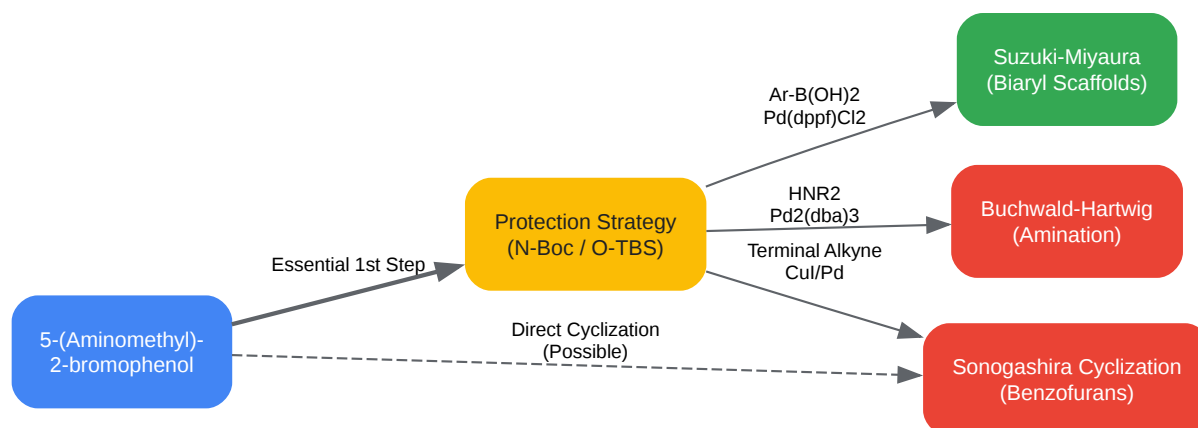 Suzuki-Miyaura
(Biaryl Scaffolds)
Ar-B(OH)2
Pd(dppf)Cl2
Buchwald-Hartwig
(Amination)
HNR2
Pd2(dba)3
Protection Strategy
(N-Boc / O-TBS)
Terminal Alkyne
CuI/Pd
Essential 1st Step
5-(Aminomethyl)-
2-bromophenol
Direct Cyclization
(Possible)
Sonogashira Cyclization
(Benzofurans)